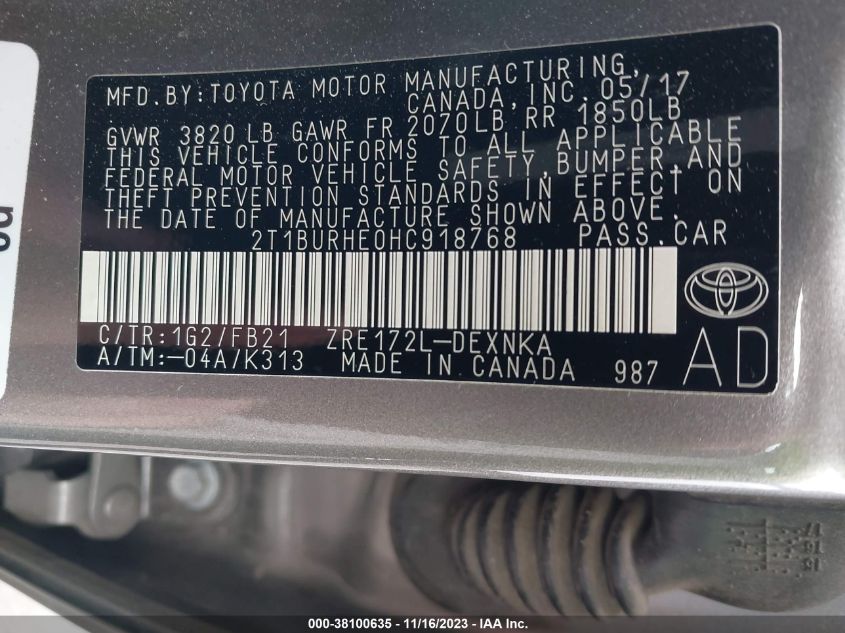 MFD. BY: TOYOTA MOTOR MANUFACTURING,
CANADA, INC. 05/17
GVWR 3820 LB GAWR FR 2070LB, RR 1850LB
THIS VEHICLE CONFORMS TO ALL APPLICABLE
FEDERAL MOTOR VEHICLE SAFETY, BUMPER, AND
THEFT PREVENTION STANDARDS IN EFFECT ON
THE DATE OF MANUFACTURE SHOWN ABOVE.
2T1BURHE0HC918768 PASS. CAR
C/TR: 1G2/FB21 ZRE172L-DEXNKA
A/TM: -04A/K313 MADE IN CANADA 987 AD
000-38100635 - 11/16/2023 - IAA Inc.